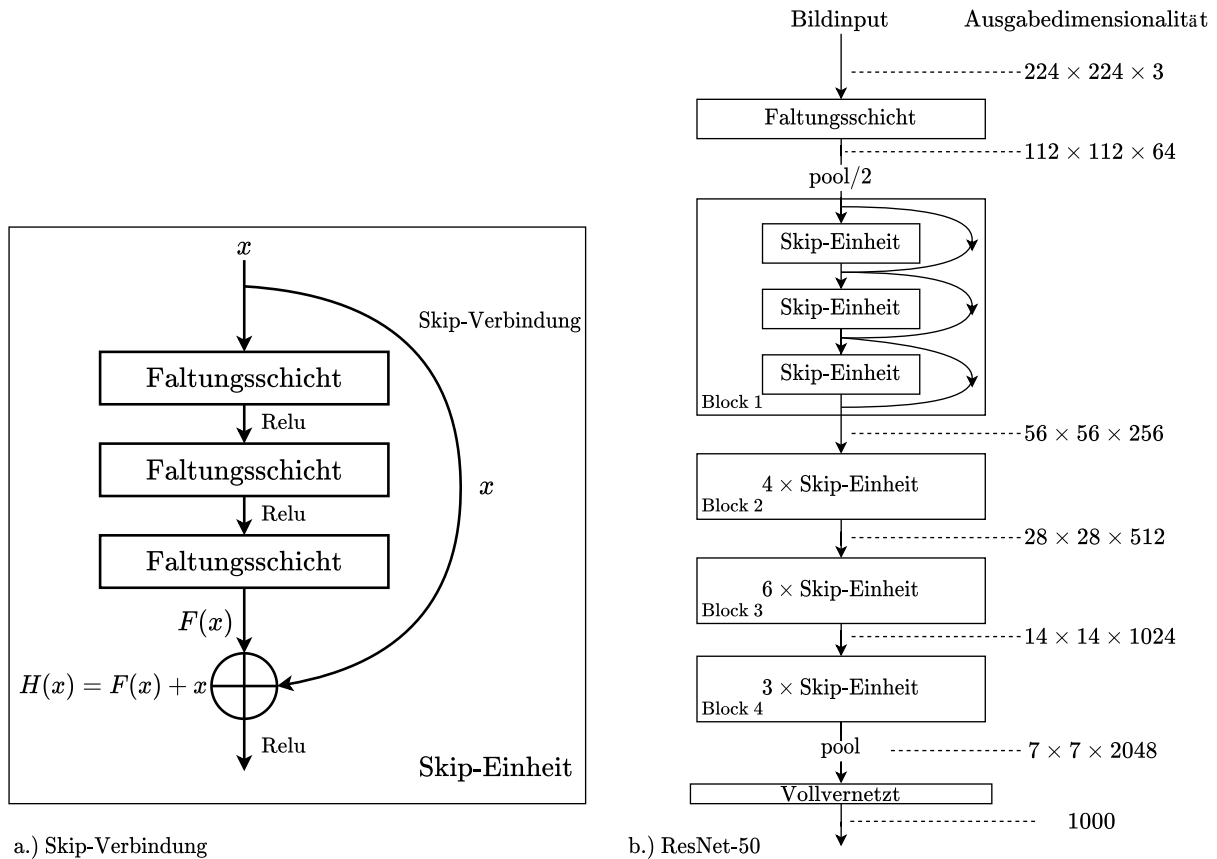 x
Skip-Verbindung
Faltungsschicht
Relu
Faltungsschicht
x
Relu
Faltungsschicht
F(x)
H(x) = F(x) + x
Relu
Skip-Einheit
a.) Skip-Verbindung
Bildinput
Ausgabedimensionalität
224 × 224 × 3
Faltungsschicht
112 × 112 × 64
pool/2
Skip-Einheit
Skip-Einheit
Skip-Einheit
Block 1
56 × 56 × 256
4 × Skip-Einheit
Block 2
28 × 28 × 512
6 × Skip-Einheit
Block 3
14 × 14 × 1024
3 × Skip-Einheit
Block 4
pool
7 × 7 × 2048
Vollvernetzt
1000
b.) ResNet-50